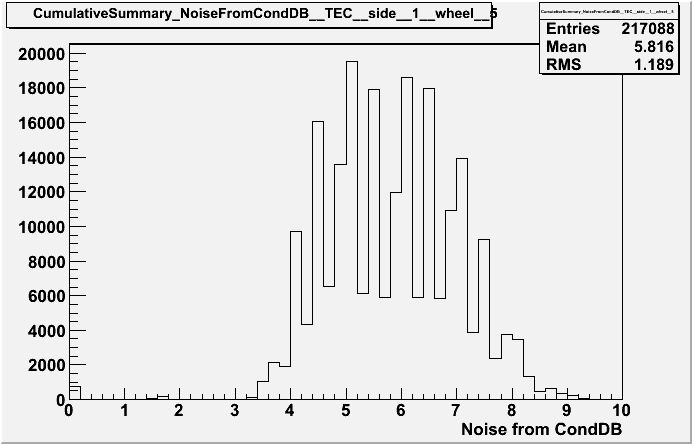 CumulativeSummary_NoiseFromCondDB__TEC__side__1__wheel__5
CumulativeSummary_NoiseFromCondDB__TEC__side__1__wheel__5
Entries 217088
Mean 5.816
RMS 1.189
20000
18000
16000
14000
12000
10000
8000
6000
4000
2000
0
0 1 2 3 4 5 6 7 8 9 10
Noise from CondDB